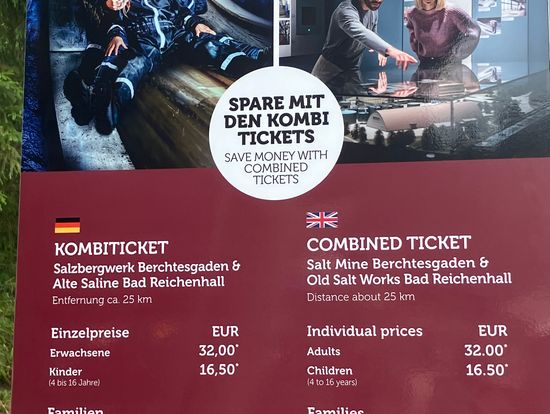 SPARE MIT
DEN KOMBI
TICKETS
SAVE MONEY WITH
COMBINED
TICKETS
KOMBITICKET
Salzbergwerk Berchtesgaden &
Alte Saline Bad Reichenhall
Entfernung ca. 25 km
Einzelpreise EUR
Erwachsene 32,00*
Kinder 16,50*
(4 bis 16 Jahre)
Familien
COMBINED TICKET
Salt Mine Berchtesgaden &
Old Salt Works Bad Reichenhall
Distance about 25 km
Individual prices EUR
Adults 32.00*
Children 16.50*
(4 to 16 years)
Families